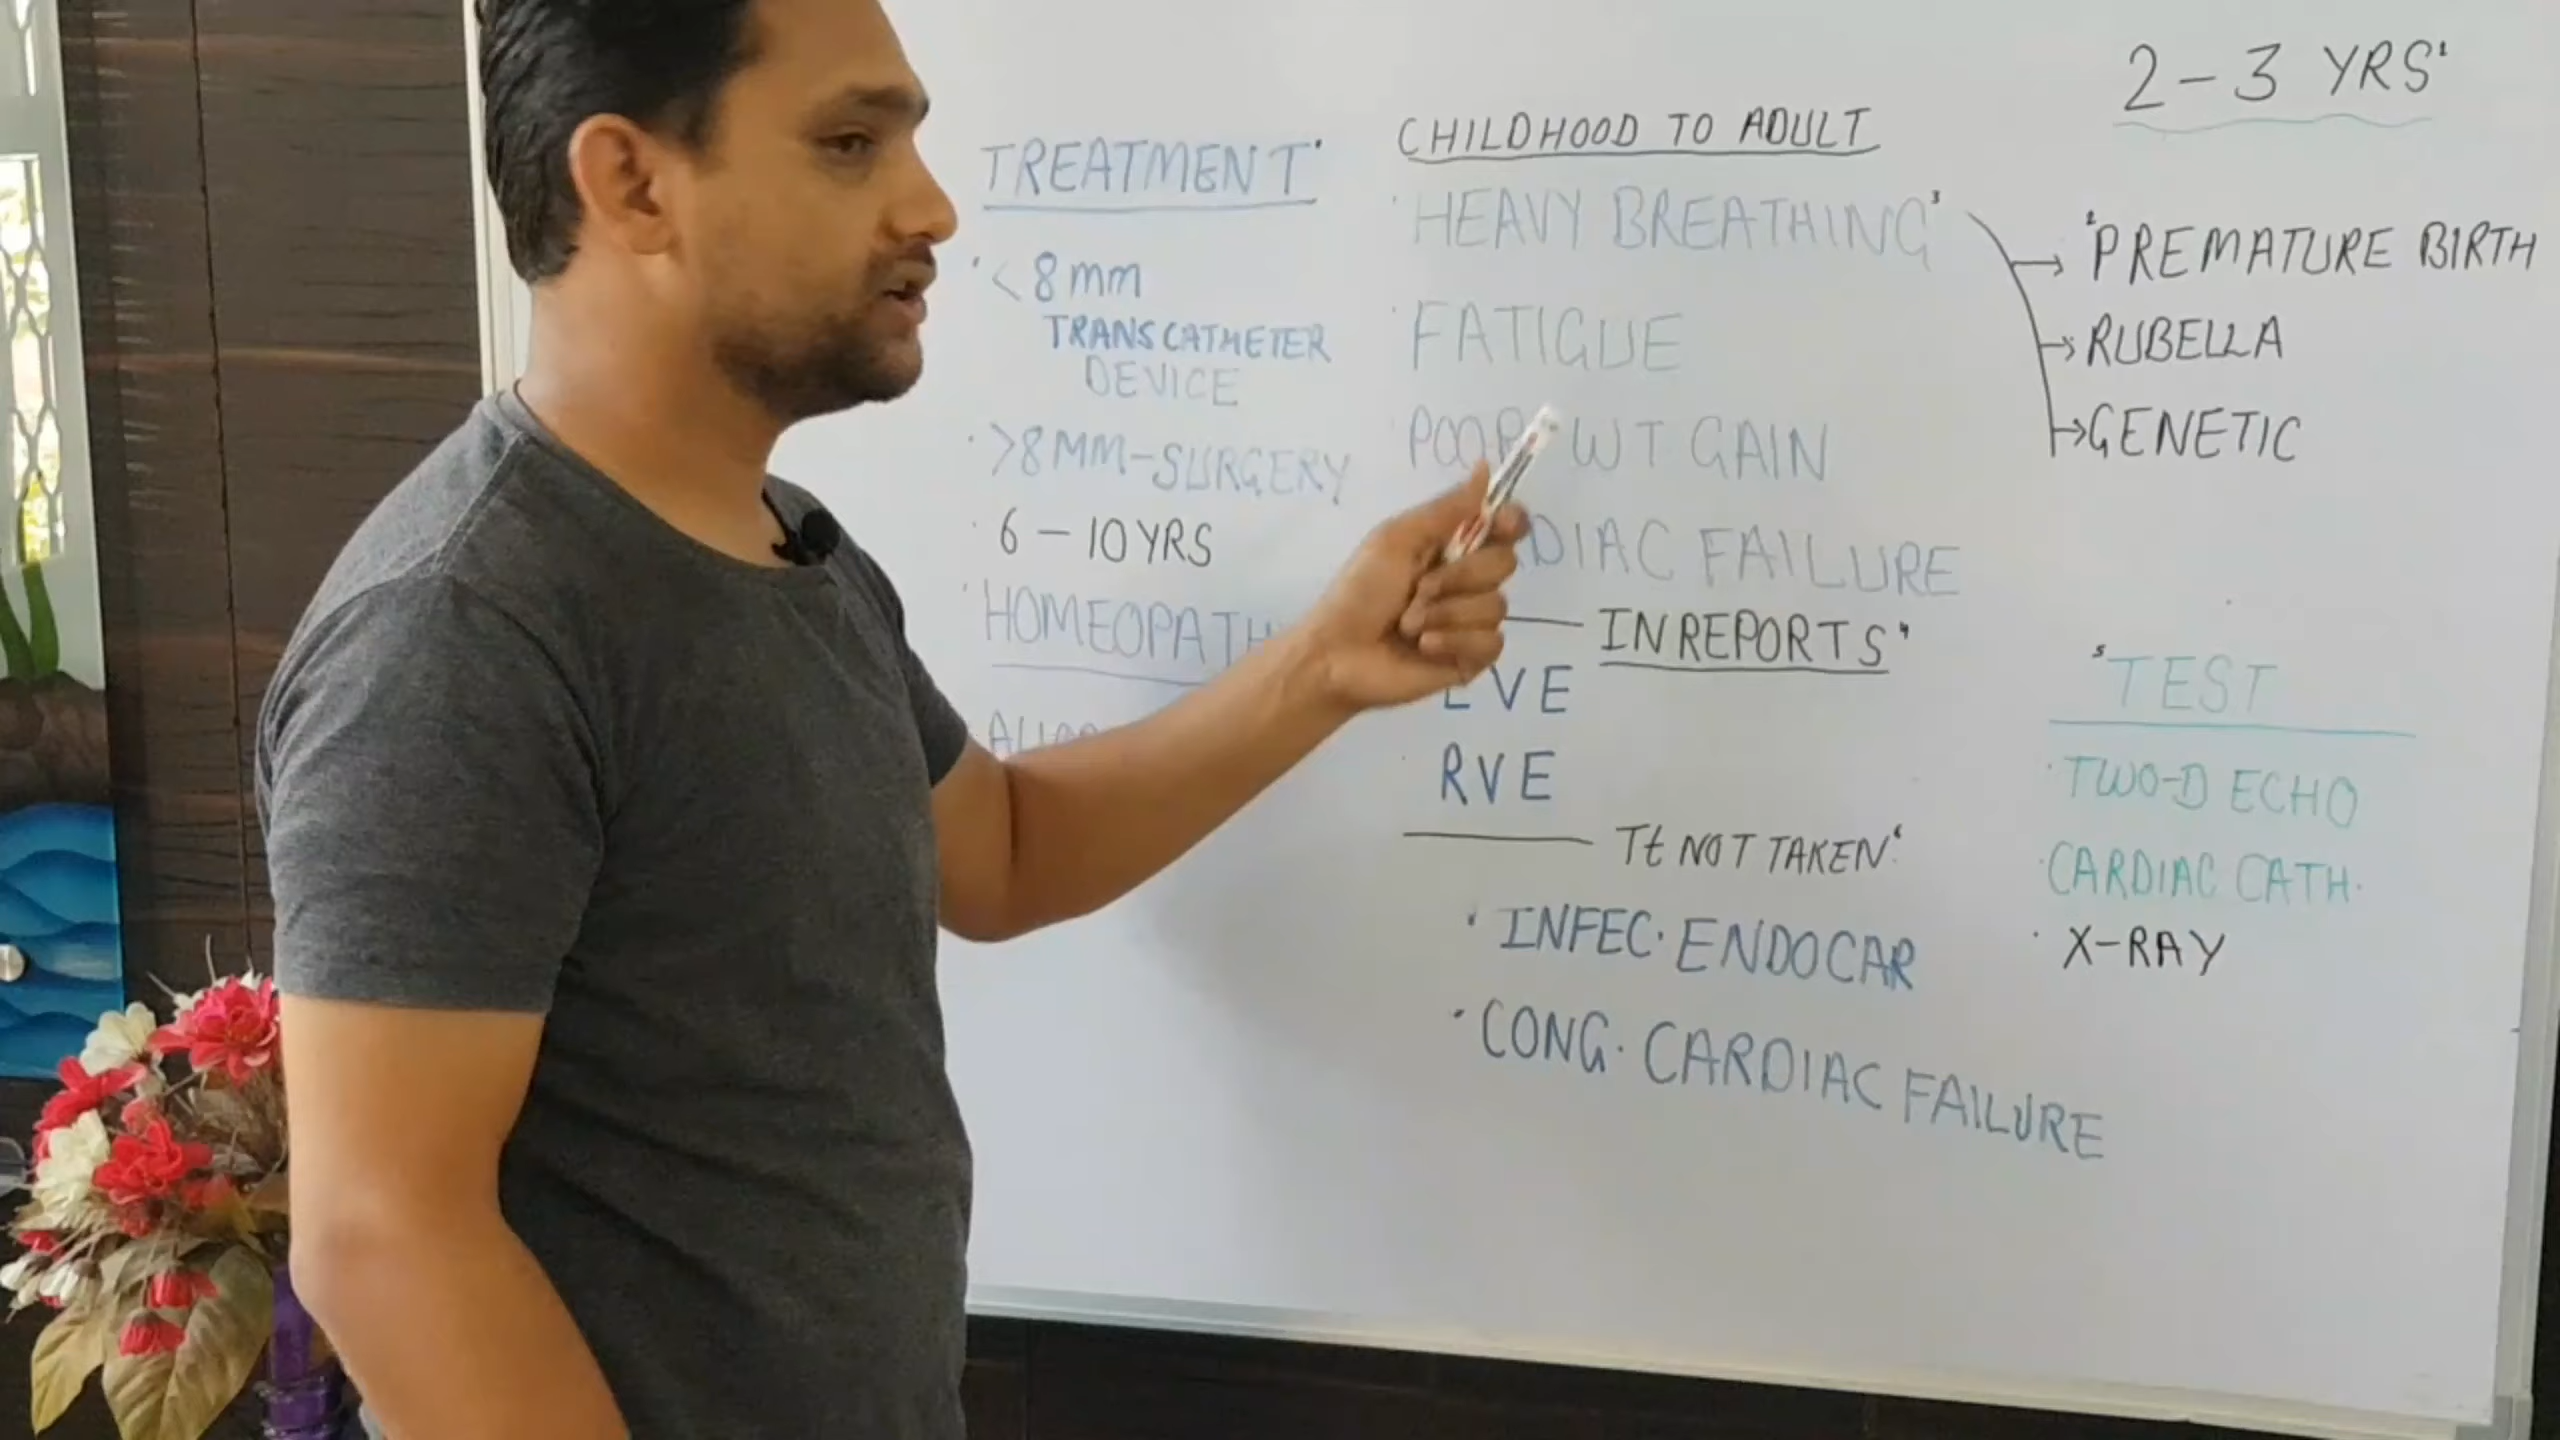 TREATMENT
<8mm
TRANSCATHETER
DEVICE
>8MM-SURGERY
6-10YRS
HOMEOPATH
CHILDHOOD TO ADULT
HEAVY BREATHING
FATIGUE
POOR WT GAIN
DIAC FAILURE
IN REPORTS
LVE
RVE
Tt NOT TAKEN
INFEC. ENDOCAR
CONG. CARDIAC FAILURE
2-3 YRS
PREMATURE BIRTH
RUBELLA
GENETIC
TEST
TWO-D ECHO
CARDIAC CATH.
X-RAY